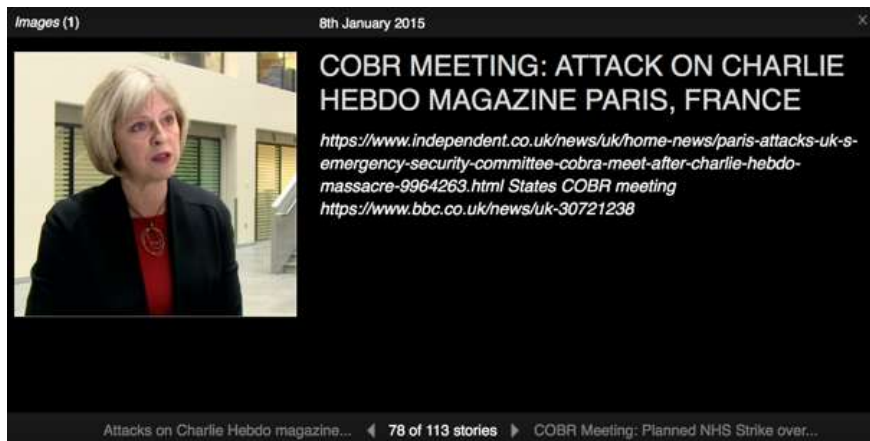 Images (1)
8th January 2015
COBR MEETING: ATTACK ON CHARLIE
HEBDO MAGAZINE PARIS, FRANCE
https://www.independent.co.uk/news/uk/home-news/paris-attacks-uk-s-
emergency-security-committee-cobra-meet-after-charlie-hebdo-
massacre-9964263.html States COBR meeting
https://www.bbc.co.uk/news/uk-30721238
Attacks on Charlie Hebdo magazine... 78 of 113 stories COBR Meeting: Planned NHS Strike over...